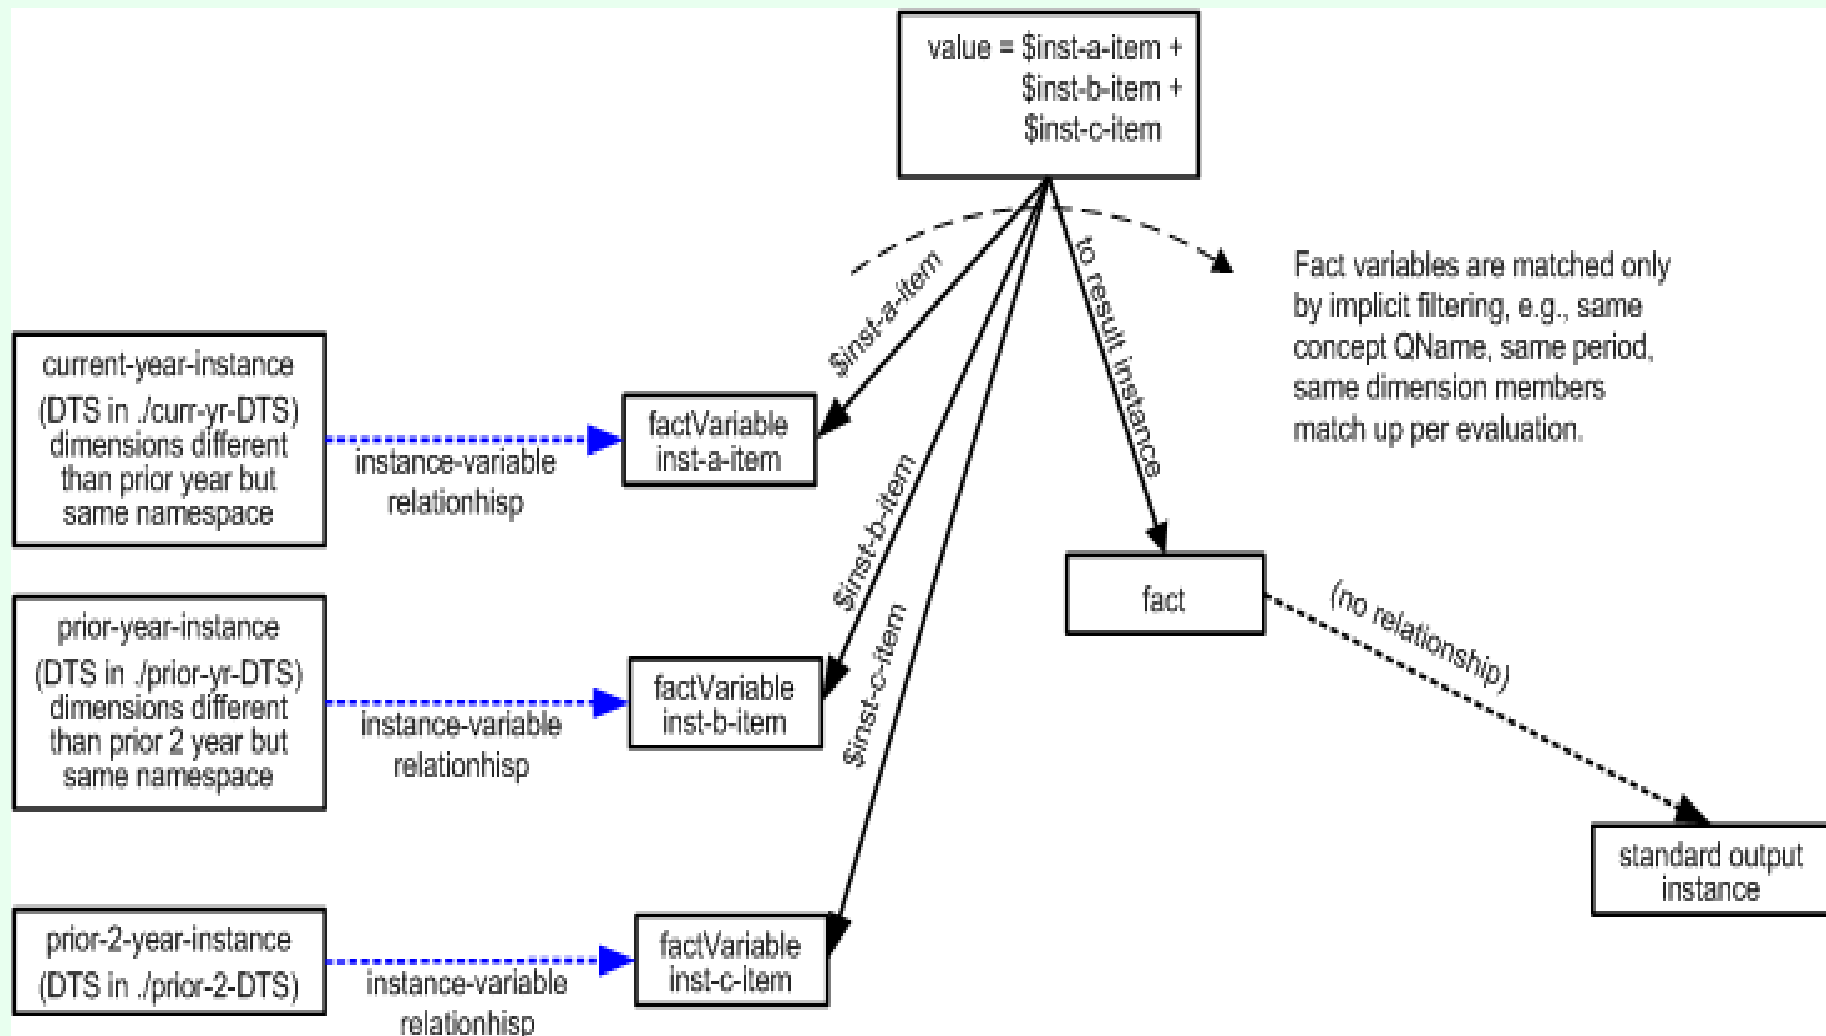 value = $inst-a-item +
$inst-b-item +
$inst-c-item
$inst-a-item
to result instance
Fact variables are matched only
by implicit filtering, e.g., same
concept QName, same period,
same dimension members
match up per evaluation.
current-year-instance
(DTS in ./curr-yr-DTS)
dimensions different
than prior year but
same namespace
instance-variable
relationhisp
factVariable
inst-a-item
$inst-b-item
fact
(no relationship)
prior-year-instance
(DTS in ./prior-yr-DTS)
dimensions different
than prior 2 year but
same namespace
instance-variable
relationhisp
factVariable
inst-b-item
$inst-c-item
standard output
instance
prior-2-year-instance
(DTS in ./prior-2-DTS)
instance-variable
relationhisp
factVariable
inst-c-item